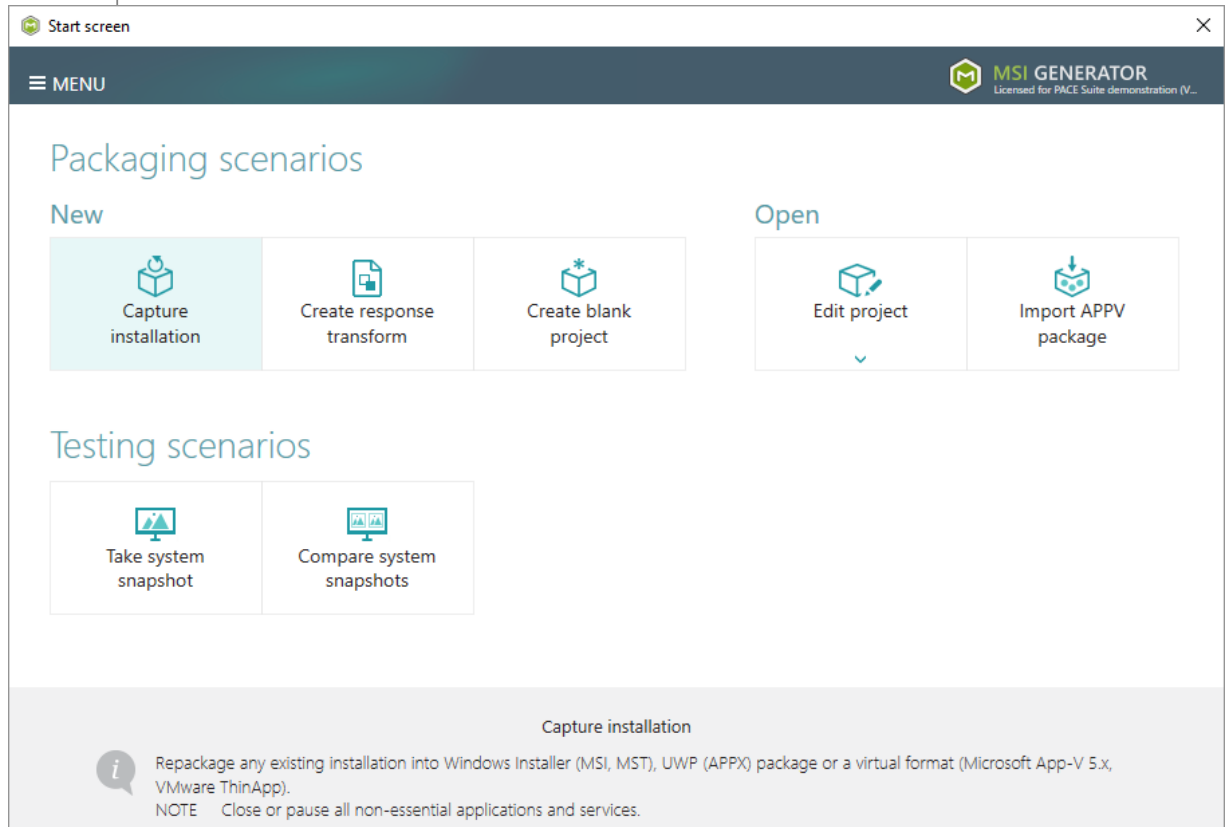 Start screen
MENU
MSI GENERATOR
Licensed for PACE Suite demonstration (V...
Packaging scenarios
New
Open
Capture
installation
Create response
transform
Create blank
project
Edit project
Import APPV
package
Testing scenarios
Take system
snapshot
Compare system
snapshots
Capture installation
Repackage any existing installation into Windows Installer (MSI, MST), UWP (APPX) package or a virtual format (Microsoft App-V 5.x,
VMware ThinApp).
NOTE Close or pause all non-essential applications and services.